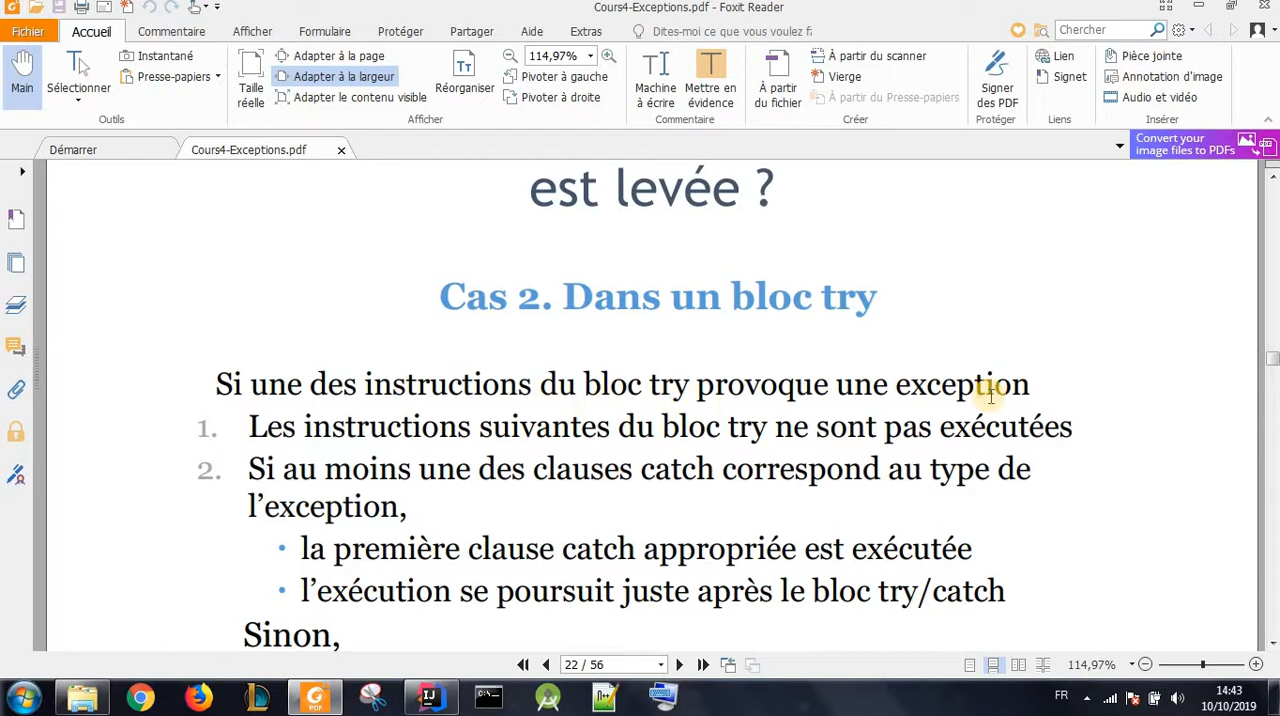 Cours4-Exceptions.pdf - Foxit Reader
Fichier Accueil Commentaire Afficher Formulaire Protéger Partager Aide Extras Dites-moi ce que vous voulez f: Chercher
Main
Sélectionner
Instantané
Presse-papiers
Outils
Taille réelle
Adapter à la page
Adapter à la largeur
Adapter le contenu visible
Réorganiser
114,97%
Pivoter à gauche
Pivoter à droite
Afficher
Machine à écrire
Mettre en évidence
Commentaire
À partir du fichier
À partir du scanner
Vierge
À partir du Presse-papiers
Créer
Signer des PDF
Protéger
Lien
Signet
Liens
Pièce jointe
Annotation d'image
Audio et vidéo
Insérer
Démarrer Cours4-Exceptions.pdf
Convert your
image files to PDFs
est levée ?
Cas 2. Dans un bloc try
Si une des instructions du bloc try provoque une exception
1. Les instructions suivantes du bloc try ne sont pas exécutées
2. Si au moins une des clauses catch correspond au type de
l'exception,
• la première clause catch appropriée est exécutée
• l'exécution se poursuit juste après le bloc try/catch
Sinon,
22 / 56 114,97%
FR 14:43
10/10/2019